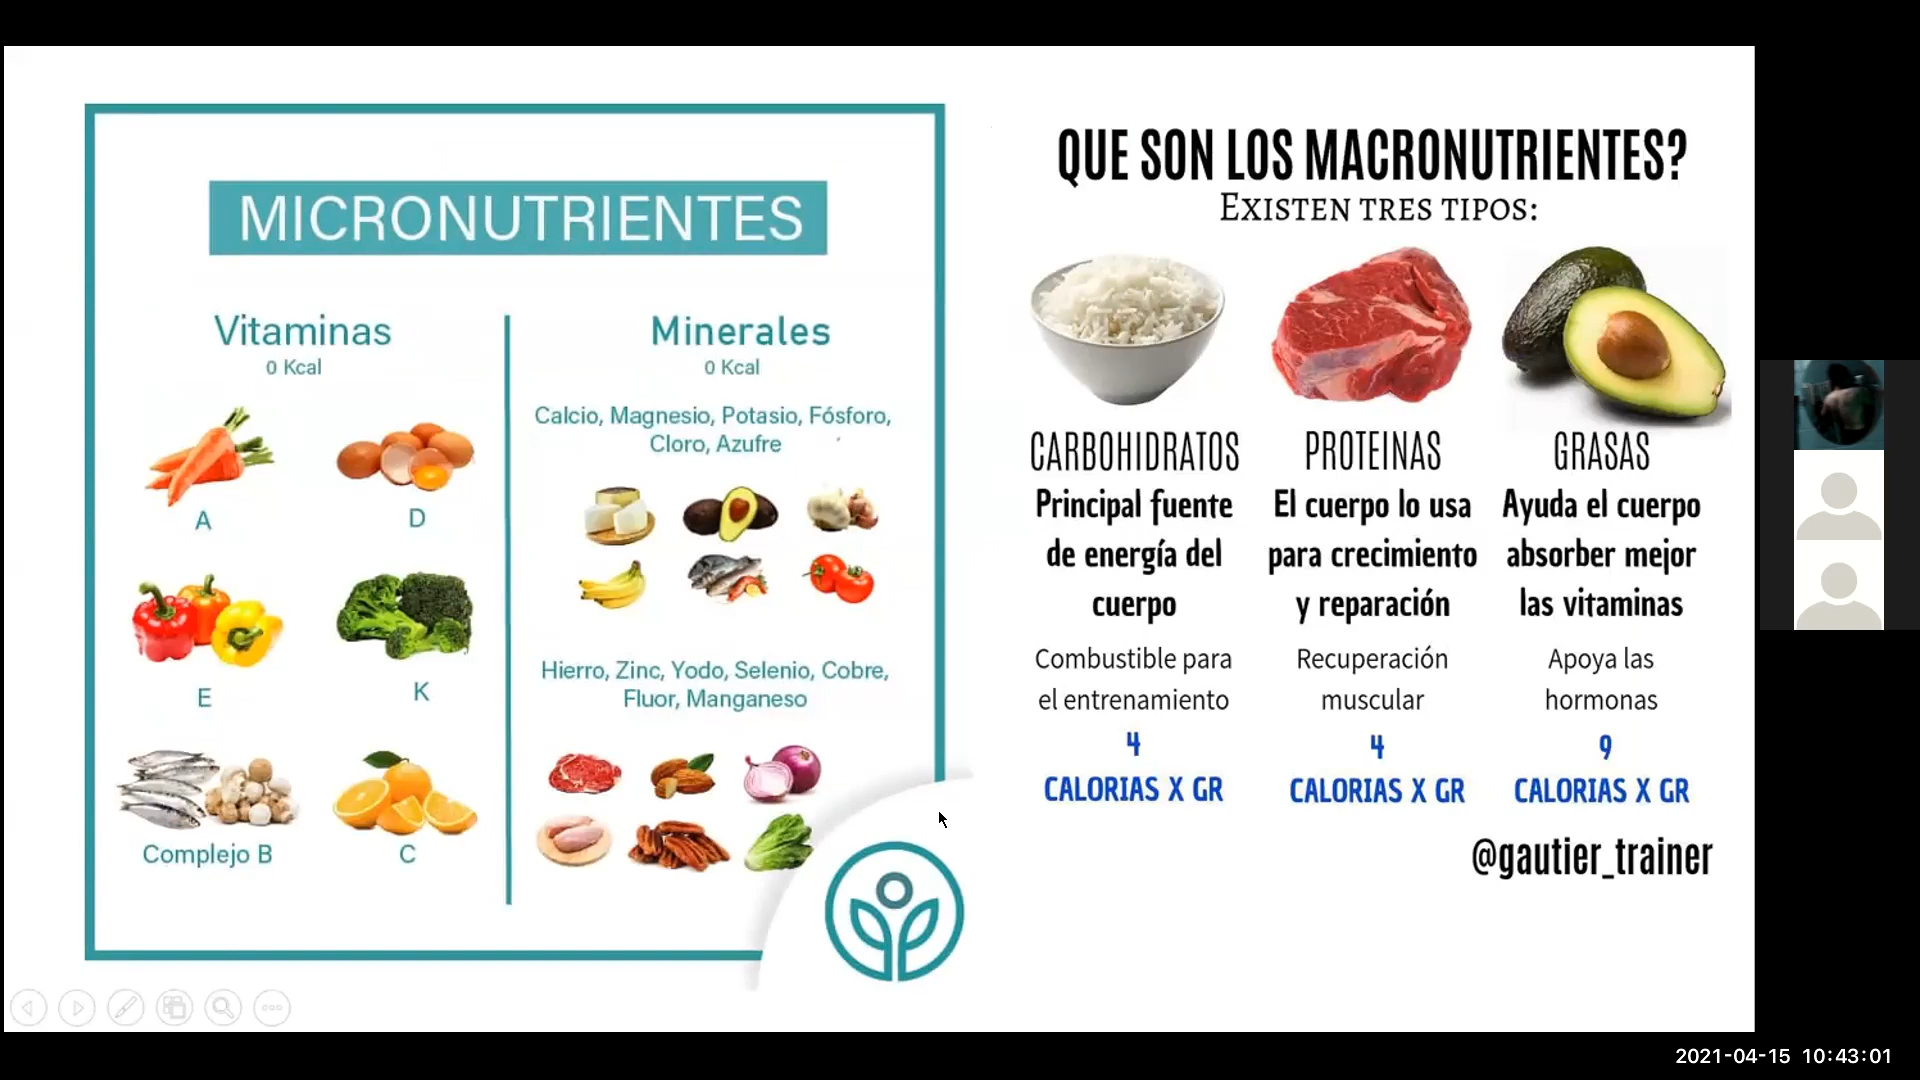 MICRONUTRIENTES
Vitaminas
0 Kcal
A
D
E
K
Complejo B
C
Minerales
0 Kcal
Calcio, Magnesio, Potasio, Fósforo,
Cloro, Azufre
Hierro, Zinc, Yodo, Selenio, Cobre,
Fluor, Manganeso
QUE SON LOS MACRONUTRIENTES?
EXISTEN TRES TIPOS:
CARBOHIDRATOS
Principal fuente
de energía del
cuerpo
Combustible para
el entrenamiento
4
CALORIAS X GR
PROTEINAS
El cuerpo lo usa
para crecimiento
y reparación
Recuperación
muscular
4
CALORIAS X GR
GRASAS
Ayuda el cuerpo
absorber mejor
las vitaminas
Apoya las
hormonas
9
CALORIAS X GR
@gautier_trainer
2021-04-15 10:43:01